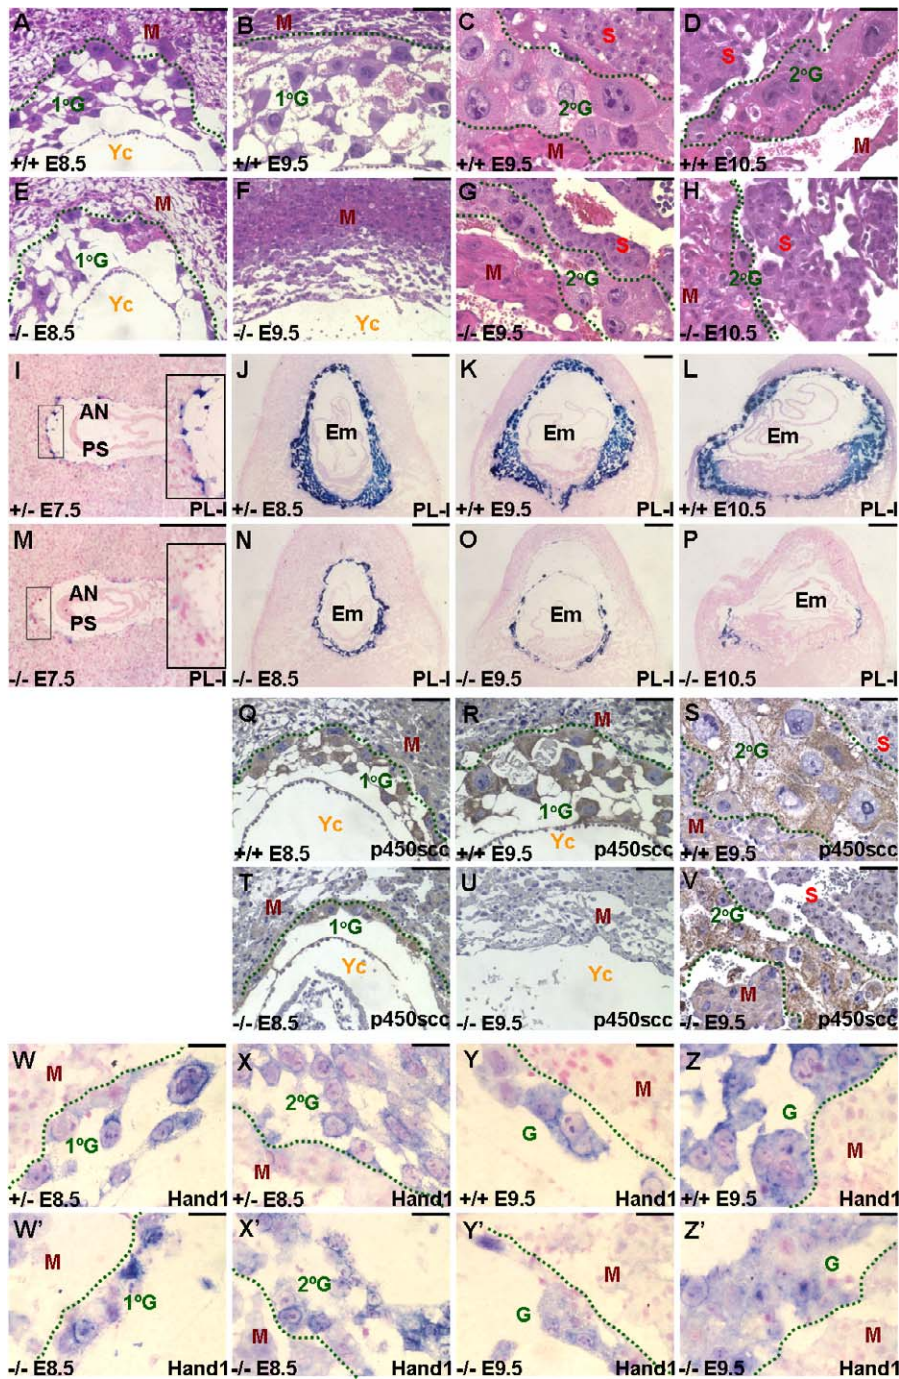 A M 1°G Yc +/+ E8.5
B M 1°G Yc +/+ E9.5
C S 2°G M +/+ E9.5
D S 2°G M +/+ E10.5
E M 1°G Yc -/- E8.5
F M Yc -/- E9.5
G S 2°G M -/- E9.5
H S 2°G M -/- E10.5
I AN PS +/- E7.5 PL-I
J Em +/- E8.5 PL-I
K Em +/+ E9.5 PL-I
L Em +/+ E10.5 PL-I
M AN PS -/- E7.5 PL-I
N Em -/- E8.5 PL-I
O Em -/- E9.5 PL-I
P Em -/- E10.5 PL-I
Q M 1°G Yc +/+ E8.5 p450scc
R M 1°G Yc +/+ E9.5 p450scc
S 2°G S M +/+ E9.5 p450scc
T M 1°G Yc -/- E8.5 p450scc
U M Yc -/- E9.5 p450scc
V S 2°G M -/- E9.5 p450scc
W M 1°G +/- E8.5 Hand1
X 2°G M +/- E8.5 Hand1
Y M G +/+ E9.5 Hand1
Z G M +/+ E9.5 Hand1
W' M 1°G -/- E8.5 Hand1
X' 2°G M -/- E8.5 Hand1
Y' M G -/- E9.5 Hand1
Z' G M -/- E9.5 Hand1